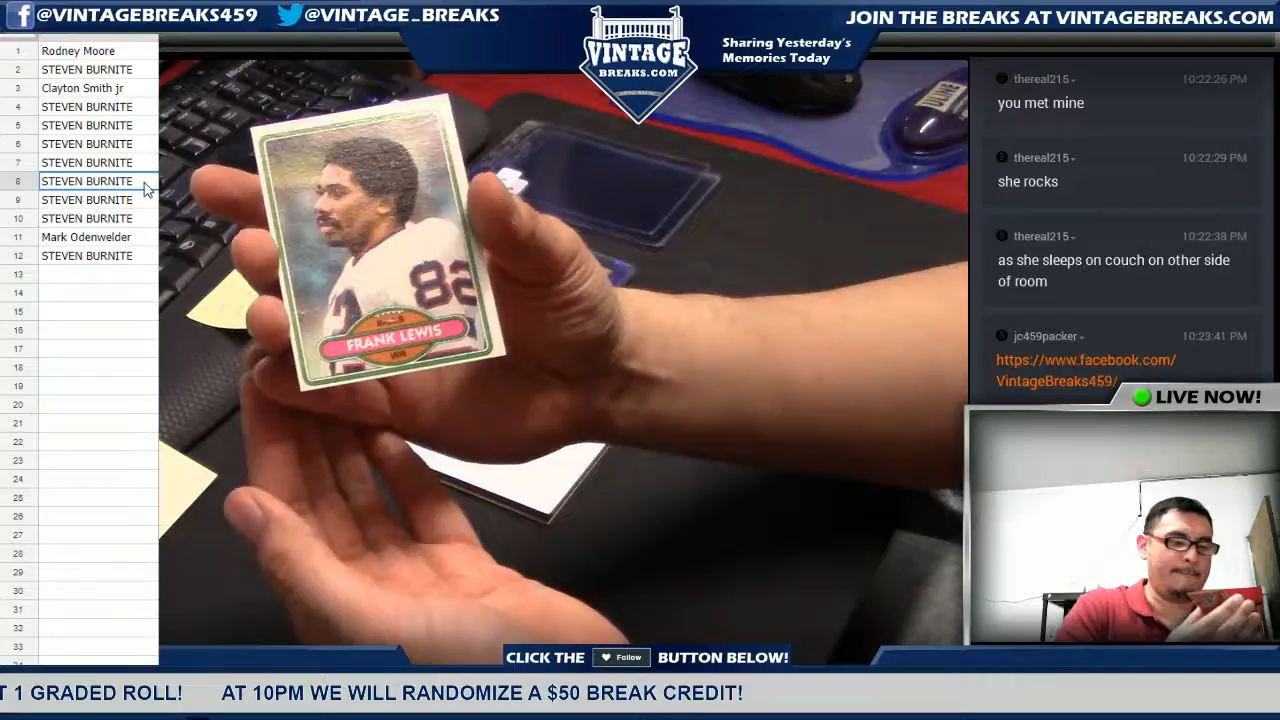 @VINTAGEBREAKS459
@VINTAGE_BREAKS
VINTAGE
BREAKS.COM
Sharing Yesterday's
Memories Today
JOIN THE BREAKS AT VINTAGEBREAKS.COM
1 Rodney Moore
2 STEVEN BURNITE
3 Clayton Smith jr
4 STEVEN BURNITE
5 STEVEN BURNITE
6 STEVEN BURNITE
7 STEVEN BURNITE
8 STEVEN BURNITE
9 STEVEN BURNITE
10 STEVEN BURNITE
11 Mark Odenwelder
12 STEVEN BURNITE
13
14
15
16
17
18
19
20
21
22
23
24
25
26
27
28
29
30
31
32
33
82
BILLS
FRANK LEWIS
WR
thereal215 10:22:26 PM
you met mine
thereal215 10:22:29 PM
she rocks
thereal215 10:22:38 PM
as she sleeps on couch on other side
of room
jc459packer 10:23:41 PM
https://www.facebook.com/
VintageBreaks459/
LIVE NOW!
CLICK THE Follow BUTTON BELOW!
T 1 GRADED ROLL! AT 10PM WE WILL RANDOMIZE A $50 BREAK CREDIT!